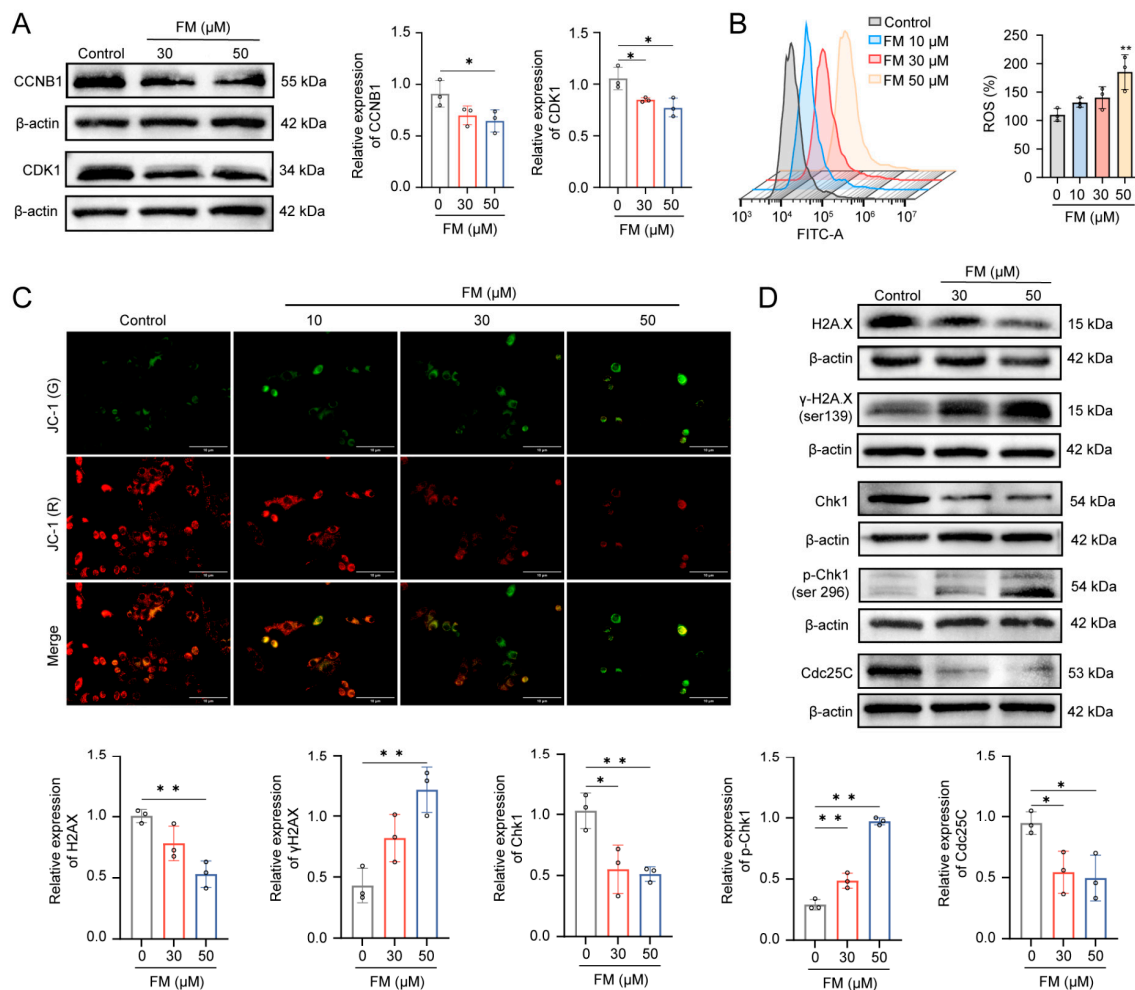 A
FM (μM)
Control 30 50
CCNB1 55 kDa
β-actin 42 kDa
CDK1 34 kDa
β-actin 42 kDa
Relative expression
of CCNB1
1.5
1.0
0.5
0.0
*
0 30 50
FM (μM)
Relative expression
of CDK1
1.5
1.0
0.5
0.0
*
*
0 30 50
FM (μM)
B
Control
FM 10 μM
FM 30 μM
FM 50 μM
10³ 10⁴ 10⁵ 10⁶ 10⁷
FITC-A
ROS (%)
250
200
150
100
50
0
**
0 10 30 50
FM (μM)
C
FM (μM)
Control 10 30 50
JC-1 (G)
JC-1 (R)
Merge
D
FM (μM)
Control 30 50
H2A.X 15 kDa
β-actin 42 kDa
γ-H2A.X
(ser139) 15 kDa
β-actin 42 kDa
Chk1 54 kDa
β-actin 42 kDa
p-Chk1
(ser 296) 54 kDa
β-actin 42 kDa
Cdc25C 53 kDa
β-actin 42 kDa
Relative expression
of H2AX
1.5
1.0
0.5
0.0
* *
0 30 50
FM (μM)
Relative expression
of γH2AX
1.5
1.0
0.5
0.0
* *
0 30 50
FM (μM)
Relative expression
of Chk1
1.5
1.0
0.5
0.0
* *
*
0 30 50
FM (μM)
Relative expression
of p-Chk1
1.5
1.0
0.5
0.0
* *
* *
0 30 50
FM (μM)
Relative expression
of Cdc25C
1.5
1.0
0.5
0.0
*
*
0 30 50
FM (μM)